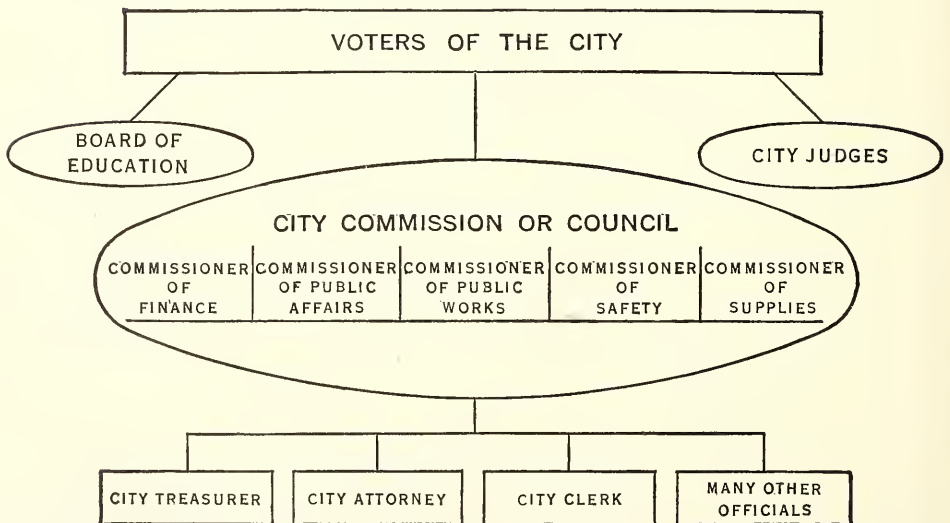 VOTERS OF THE CITY
BOARD OF
EDUCATION
CITY JUDGES
CITY COMMISSION OR COUNCIL
COMMISSIONER
OF
FINANCE
COMMISSIONER
OF PUBLIC
AFFAIRS
COMMISSIONER
OF PUBLIC
WORKS
COMMISSIONER
OF
SAFETY
COMMISSIONER
OF
SUPPLIES
CITY TREASURER
CITY ATTORNEY
CITY CLERK
MANY OTHER
OFFICIALS